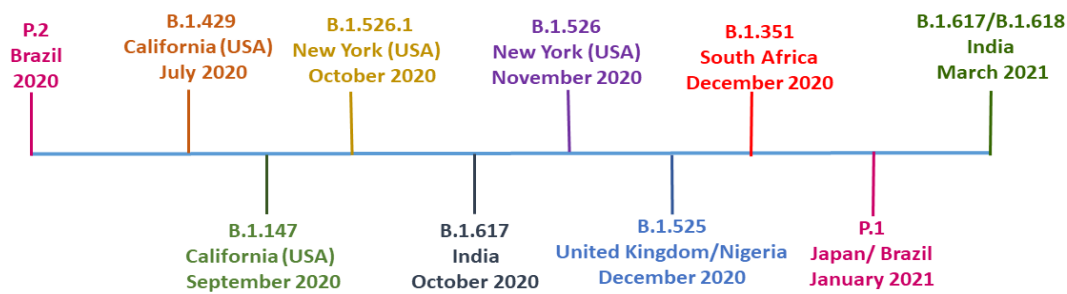 P.2
Brazil
2020
B.1.429
California (USA)
July 2020
B.1.526.1
New York (USA)
October 2020
B.1.526
New York (USA)
November 2020
B.1.351
South Africa
December 2020
B.1.617/B.1.618
India
March 2021
B.1.147
California (USA)
September 2020
B.1.617
India
October 2020
B.1.525
United Kingdom/Nigeria
December 2020
P.1
Japan/ Brazil
January 2021